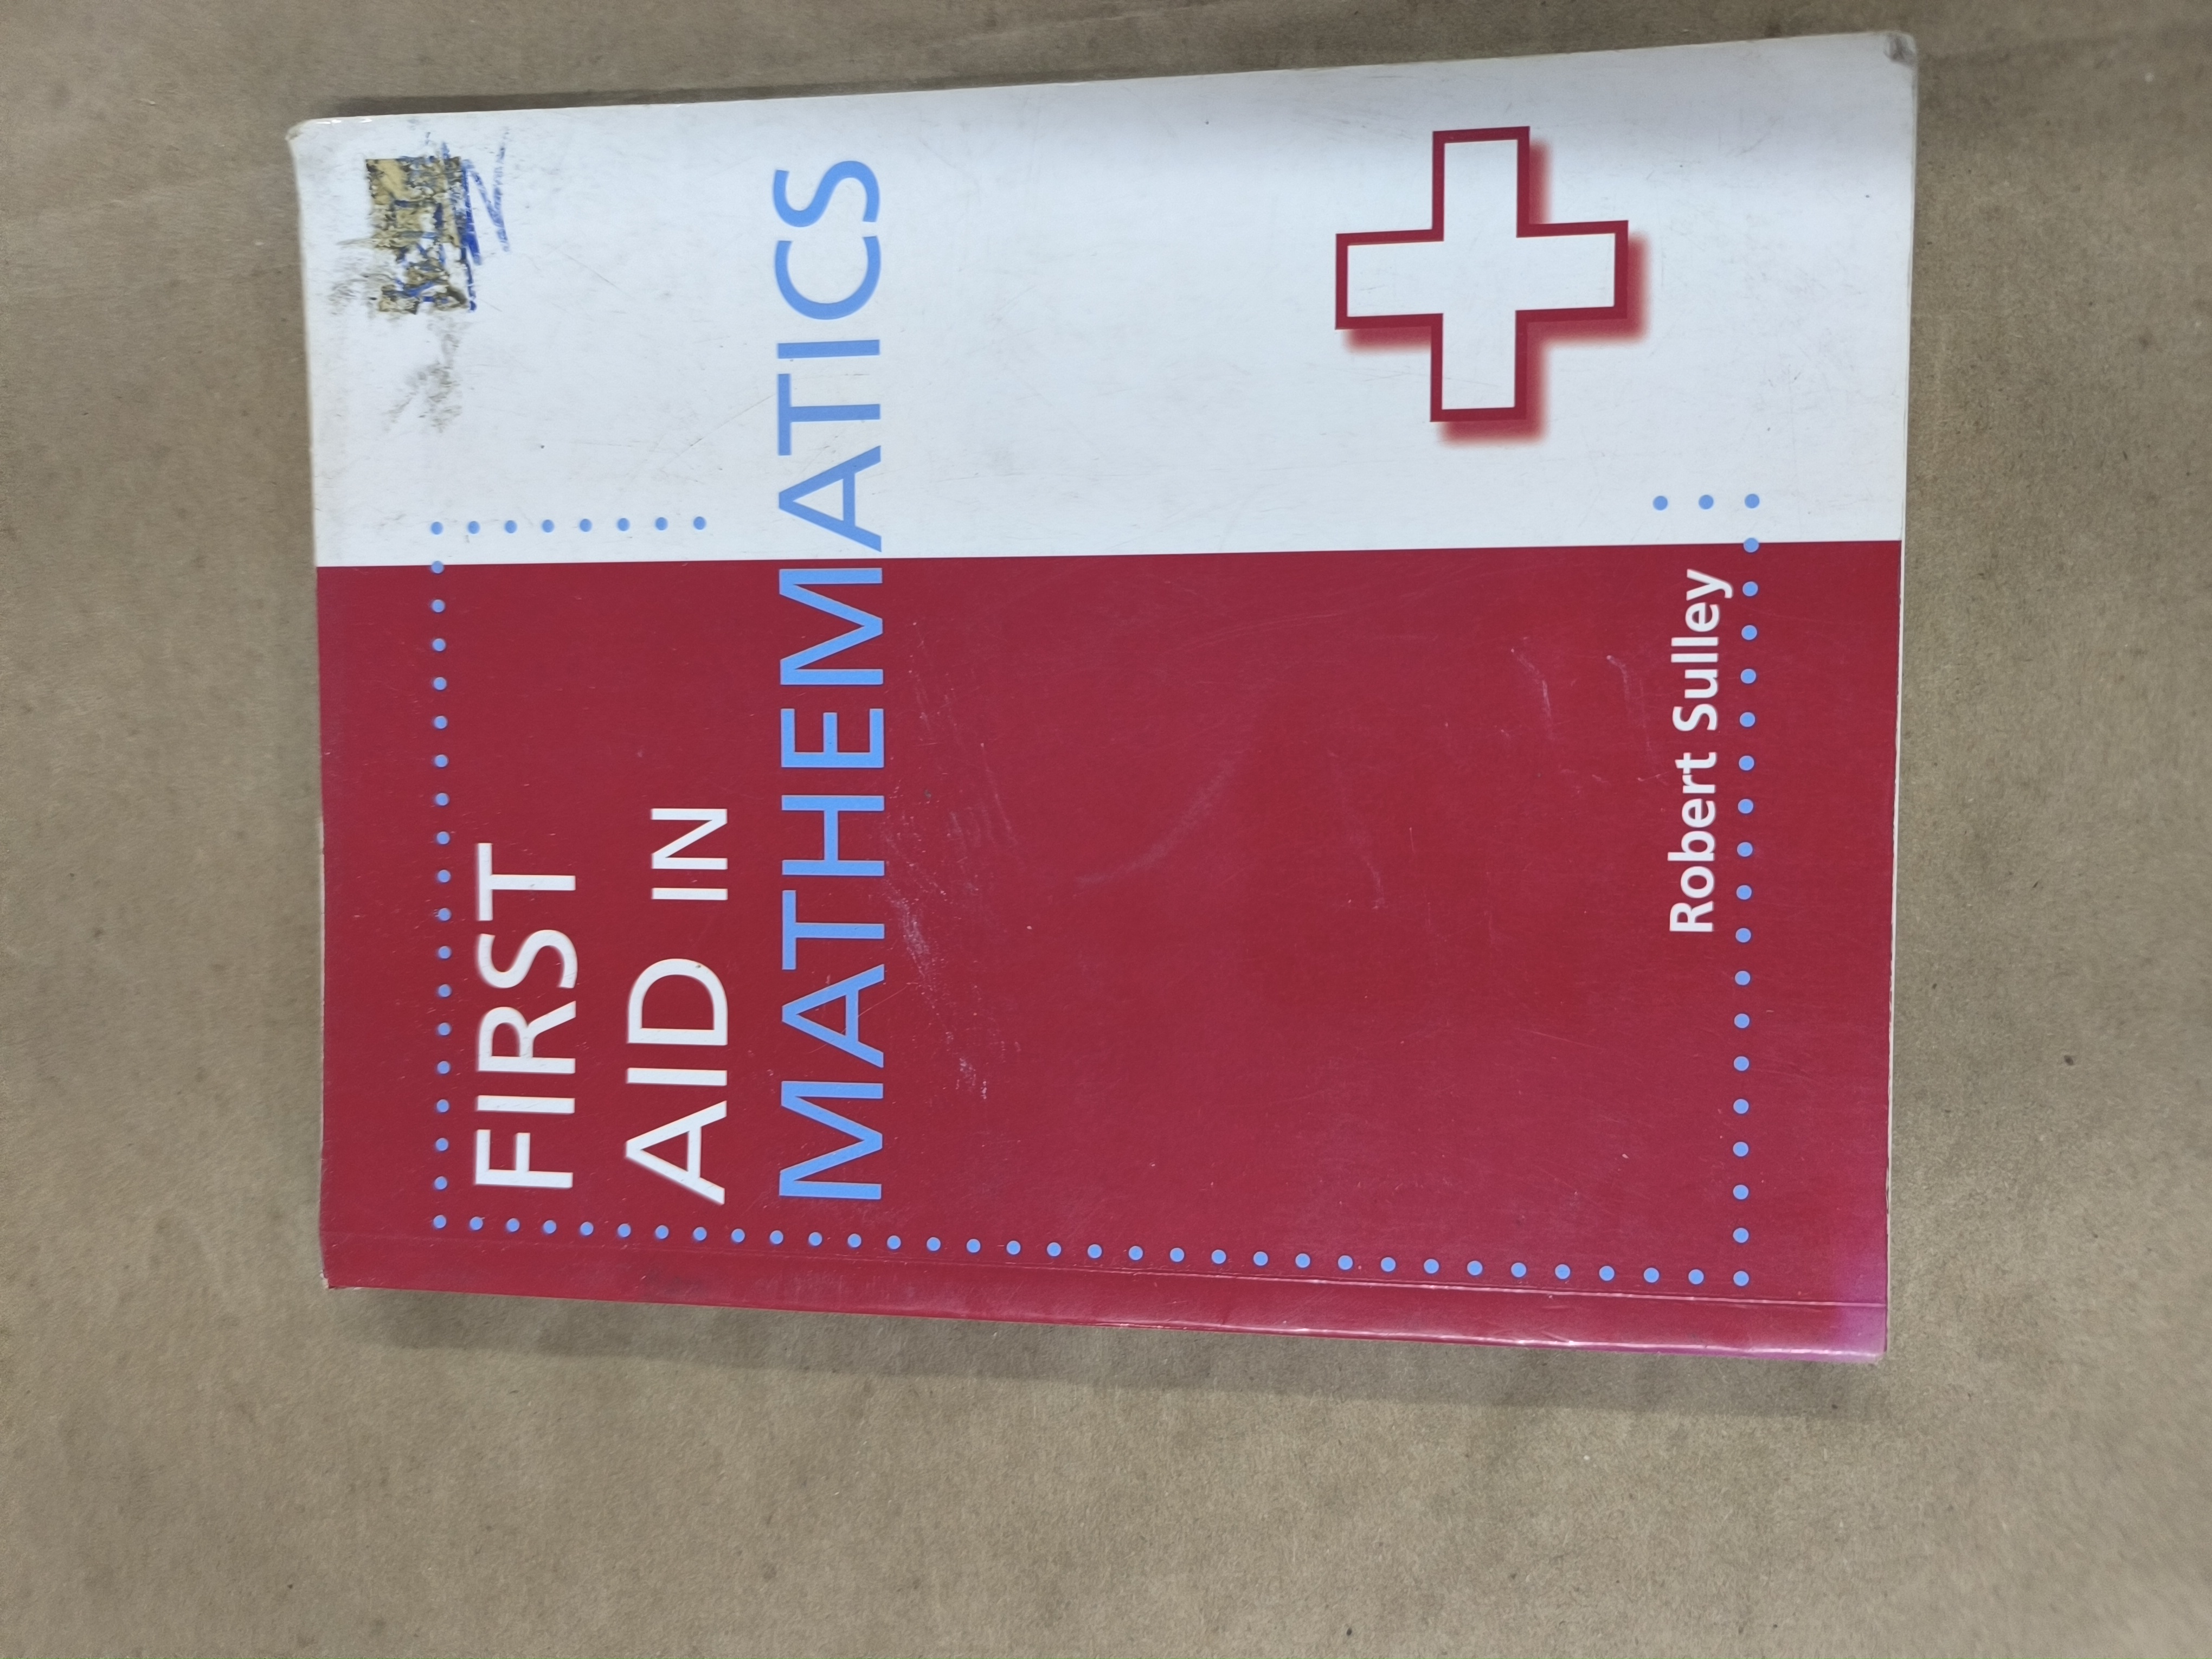 FIRST
AID IN
MATHEMATICS
Robert Sulley